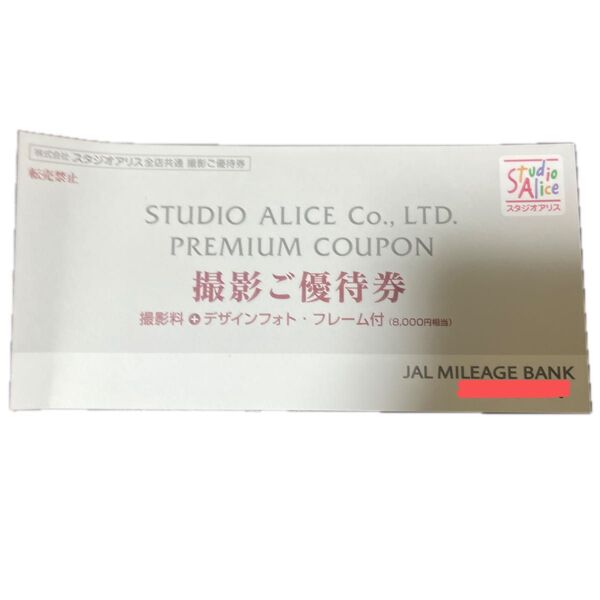 株式会社 スタジオアリス全店共通 撮影ご優待券
転売禁止
Studio
Alice
スタジオアリス
STUDIO ALICE Co., LTD.
PREMIUM COUPON
撮影ご優待券
撮影料+デザインフォト・フレーム付(8,000円相当)
JAL MILEAGE BANK